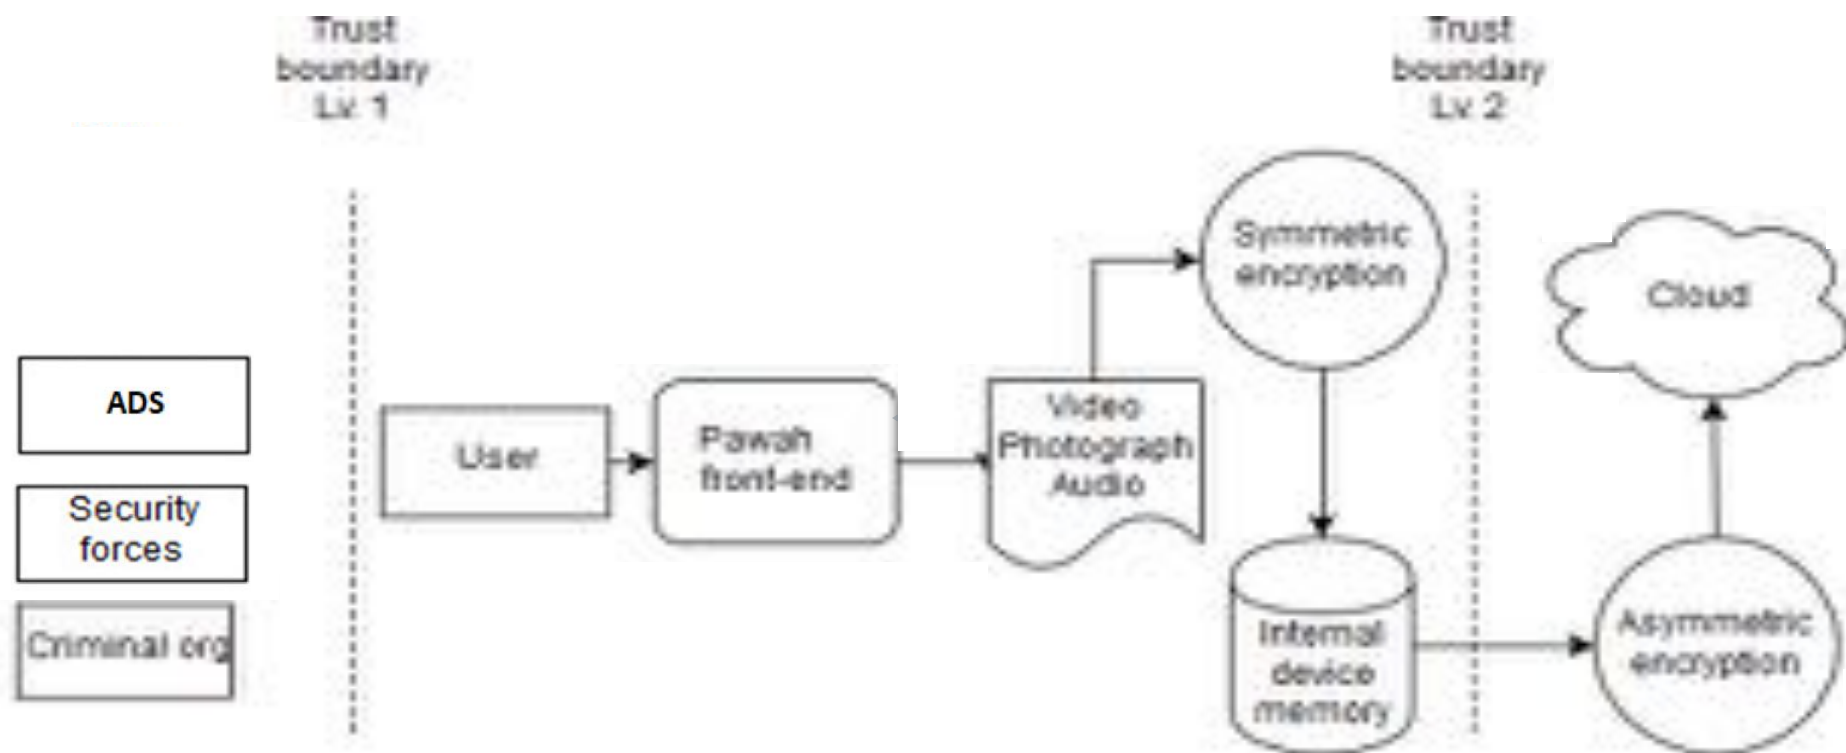 Trust
boundary
Lv. 1
Trust
boundary
Lv. 2
ADS
Security
forces
Criminal org
User
Pawah
front-end
Video
Photograph
Audio
Symmetric
encryption
Internal
device
memory
Asymmetric
encryption
Cloud